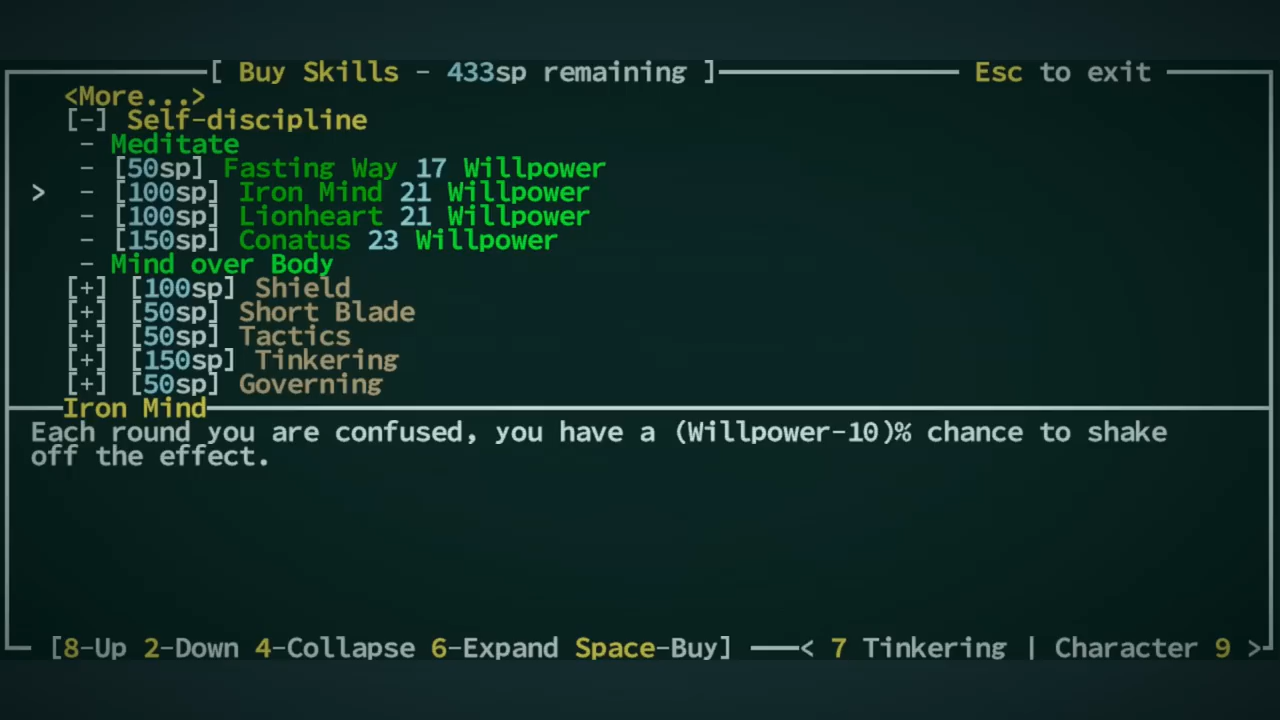 [ Buy Skills - 433sp remaining ] Esc to exit
<More...>
[-] Self-discipline
- Meditate
- [50sp] Fasting Way 17 Willpower
> - [100sp] Iron Mind 21 Willpower
- [100sp] Lionheart 21 Willpower
- [150sp] Conatus 23 Willpower
- Mind over Body
[+] [100sp] Shield
[+] [50sp] Short Blade
[+] [50sp] Tactics
[+] [150sp] Tinkering
[+] [50sp] Governing
Iron Mind
Each round you are confused, you have a (Willpower-10)% chance to shake
off the effect.
[8-Up 2-Down 4-Collapse 6-Expand Space-Buy] < 7 Tinkering | Character 9 >